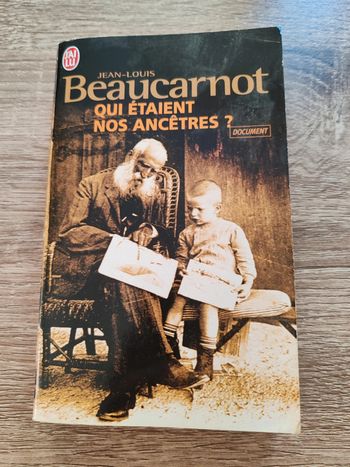 J'AI
LU
JEAN-LOUIS
Beaucarnot
QUI ÉTAIENT
NOS ANCÊTRES ?
DOCUMENT